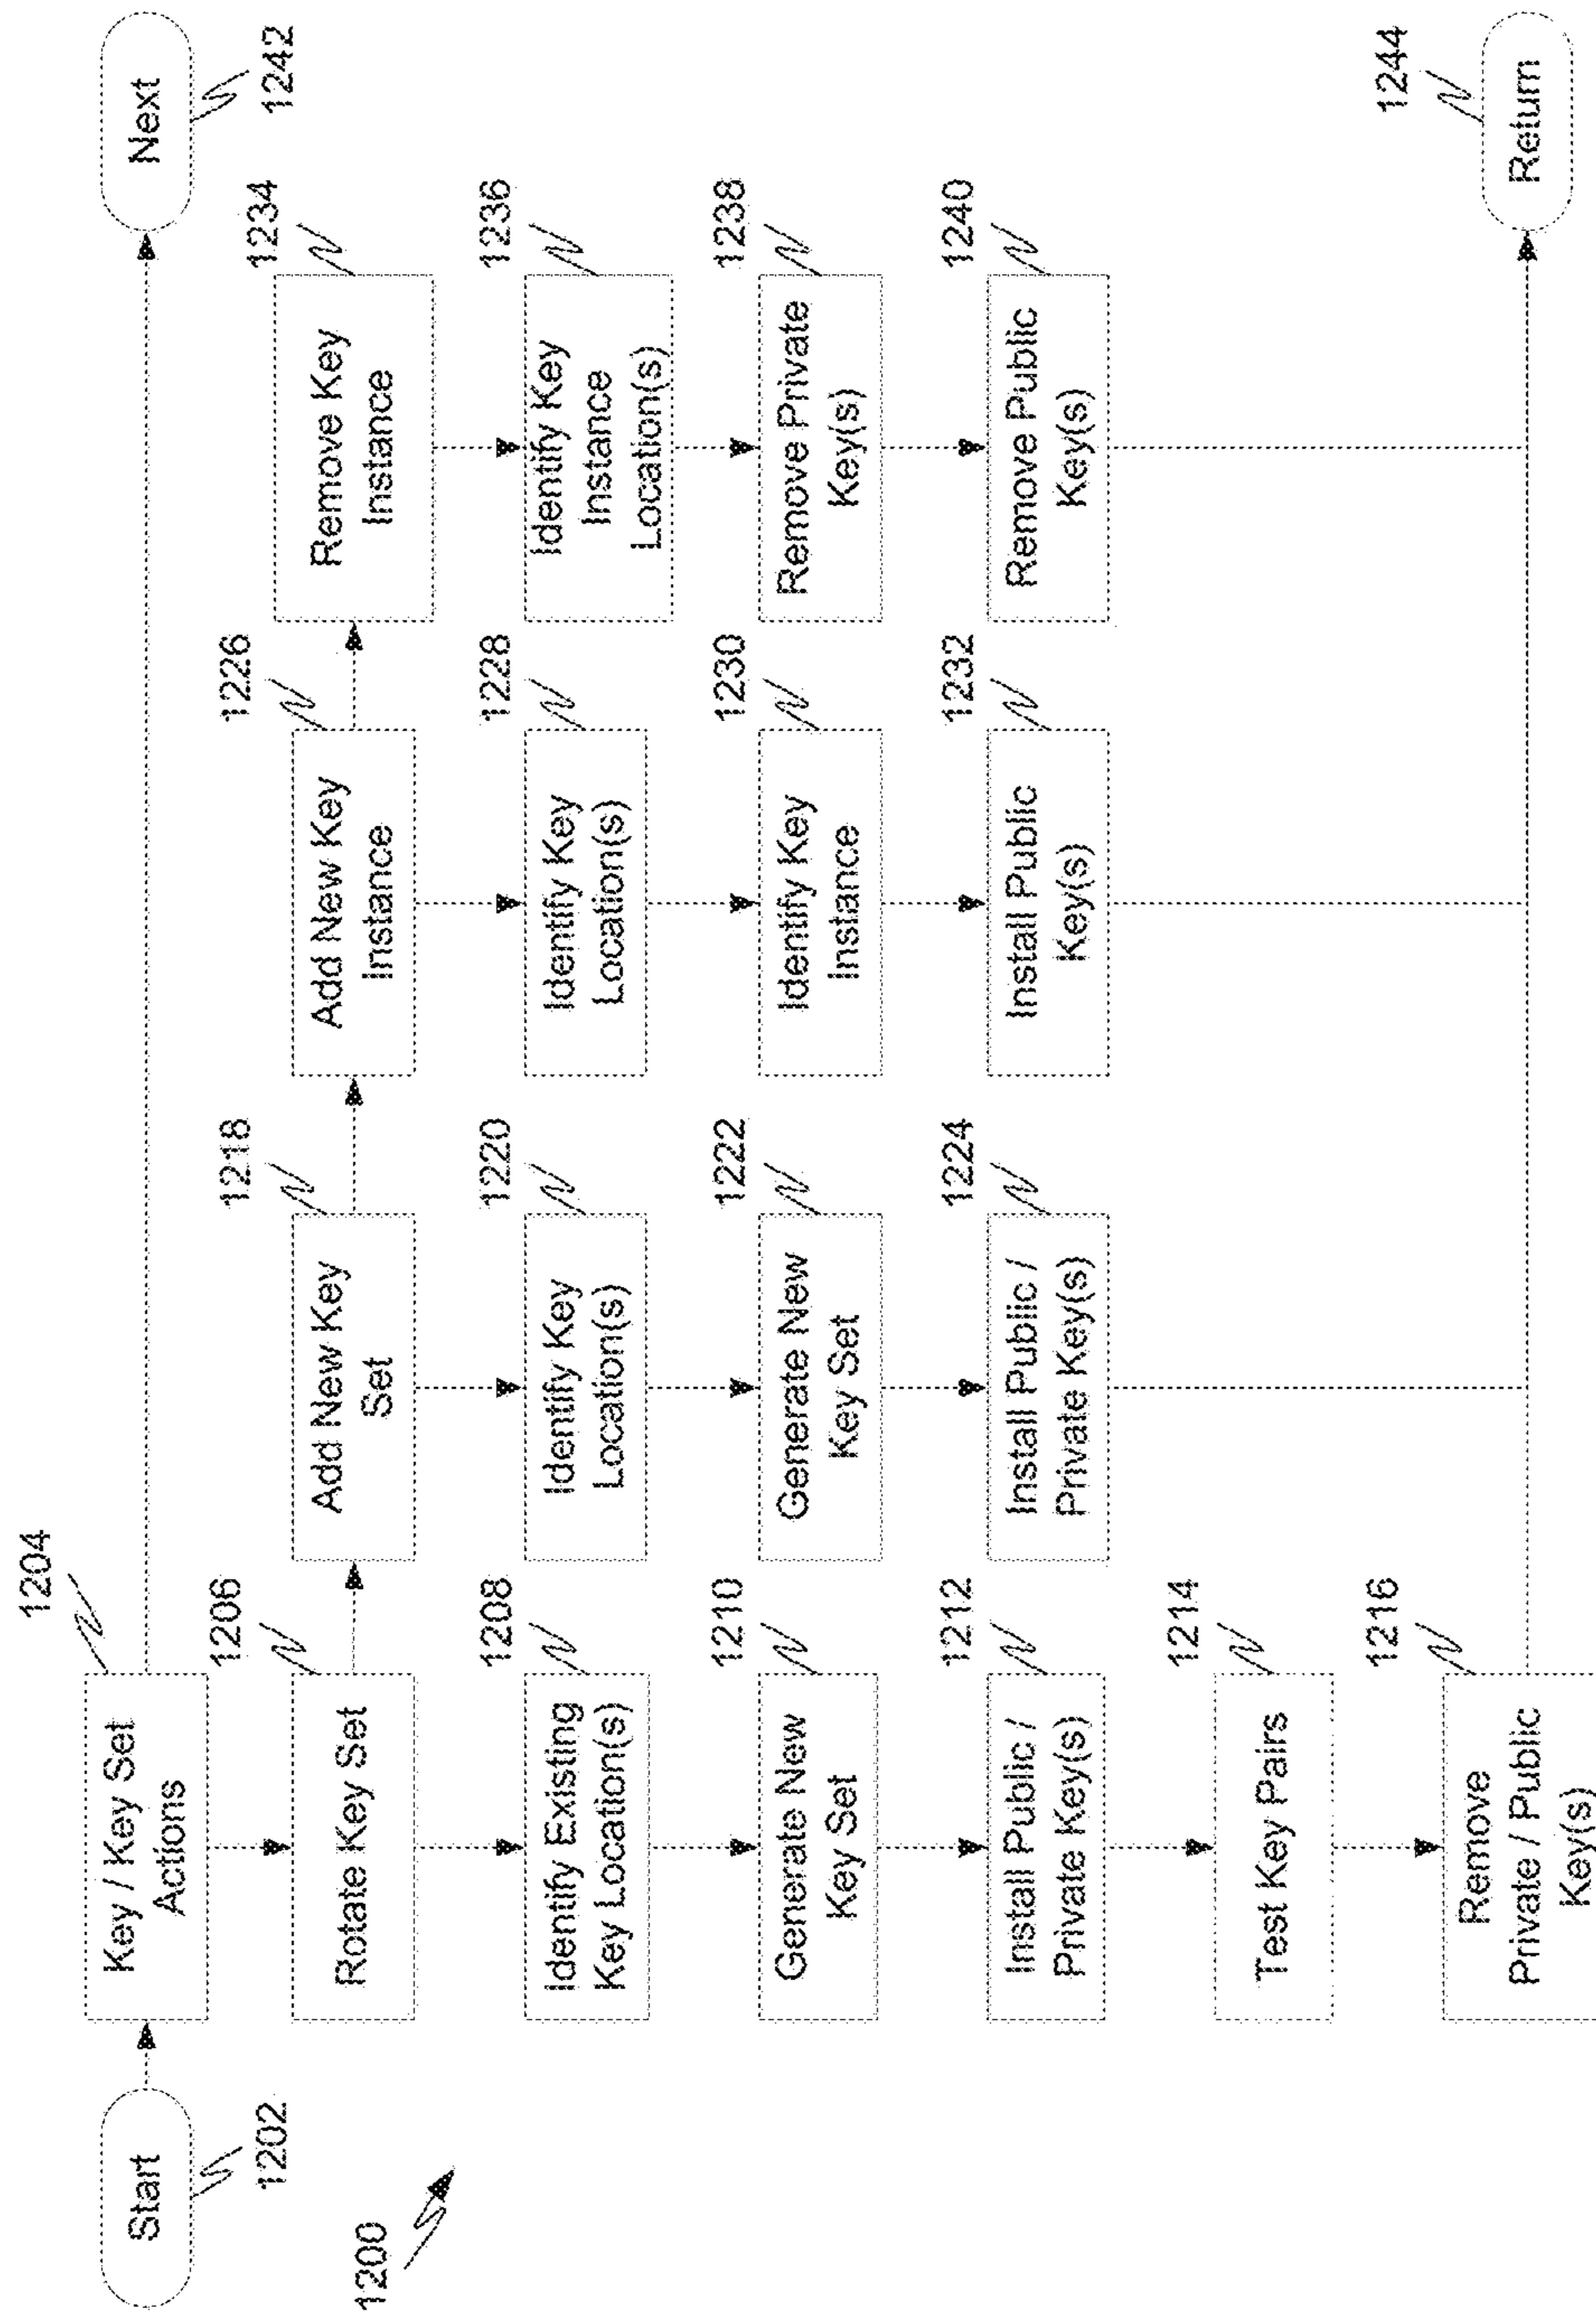 1200
Start
1202
Key / Key Set
Actions
1204
Next
1242
Rotate Key Set
1206
Add New Key
Set
1218
Add New Key
Instance
1226
Remove Key
Instance
1234
Identify Existing
Key Location(s)
1208
Identify Key
Location(s)
1220
Identify Key
Location(s)
1228
Identify Key
Instance
Location(s)
1236
Generate New
Key Set
1210
Generate New
Key Set
1222
Identify Key
Instance
1230
Remove Private
Key(s)
1238
Install Public /
Private Key(s)
1212
Install Public /
Private Key(s)
1224
Install Public
Key(s)
1232
Remove Public
Key(s)
1240
Test Key Pairs
1214
Remove
Private / Public
Key(s)
1216
Return
1244